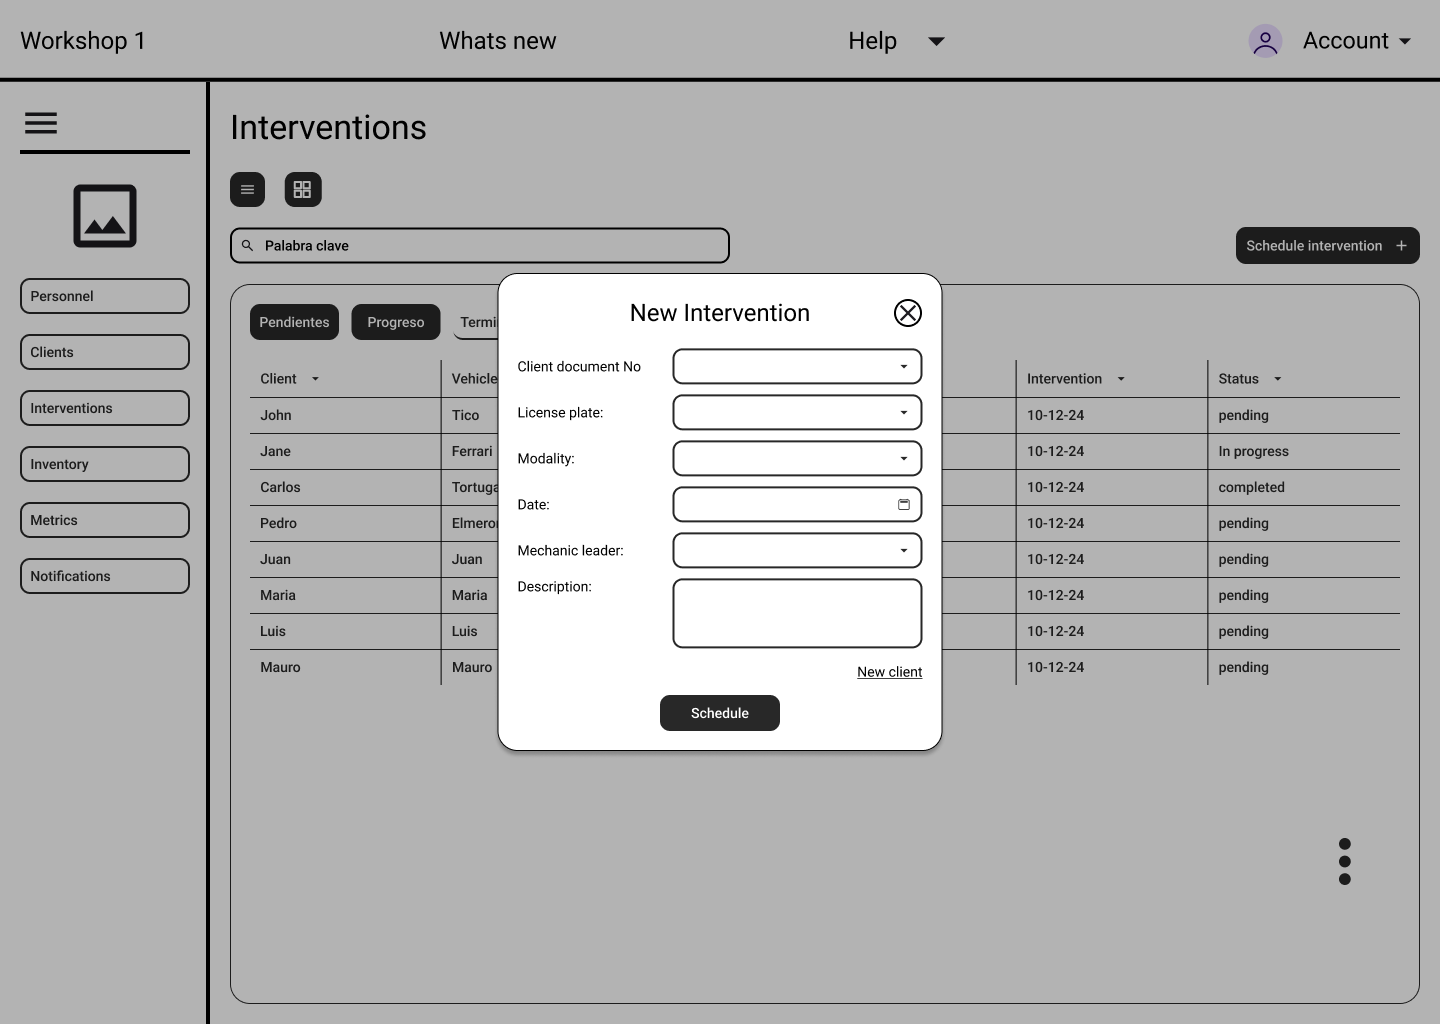 Workshop 1
Whats new
Help
Account
Interventions
Palabra clave
Schedule intervention
Personnel
Clients
Interventions
Inventory
Metrics
Notifications
Pendientes
Progreso
Termi
Client
Vehicle
Intervention
Status
John
Tico
10-12-24
pending
Jane
Ferrari
10-12-24
In progress
Carlos
Tortuga
10-12-24
completed
Pedro
Elmero
10-12-24
pending
Juan
Juan
10-12-24
pending
Maria
Maria
10-12-24
pending
Luis
Luis
10-12-24
pending
Mauro
Mauro
10-12-24
pending
New Intervention
Client document No
License plate:
Modality:
Date:
Mechanic leader:
Description:
New client
Schedule